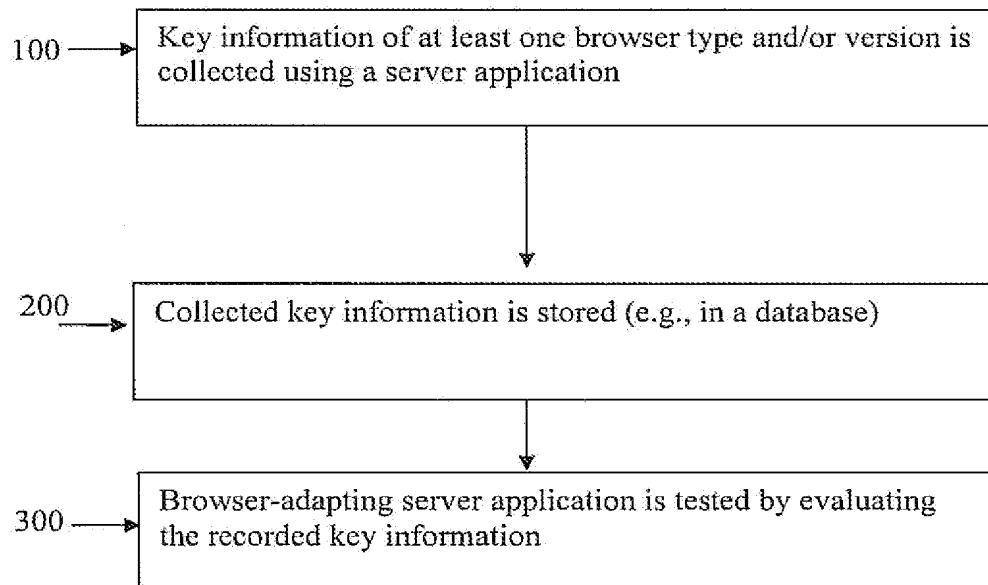 100
Key information of at least one browser type and/or version is
collected using a server application
200
Collected key information is stored (e.g., in a database)
300
Browser-adapting server application is tested by evaluating
the recorded key information